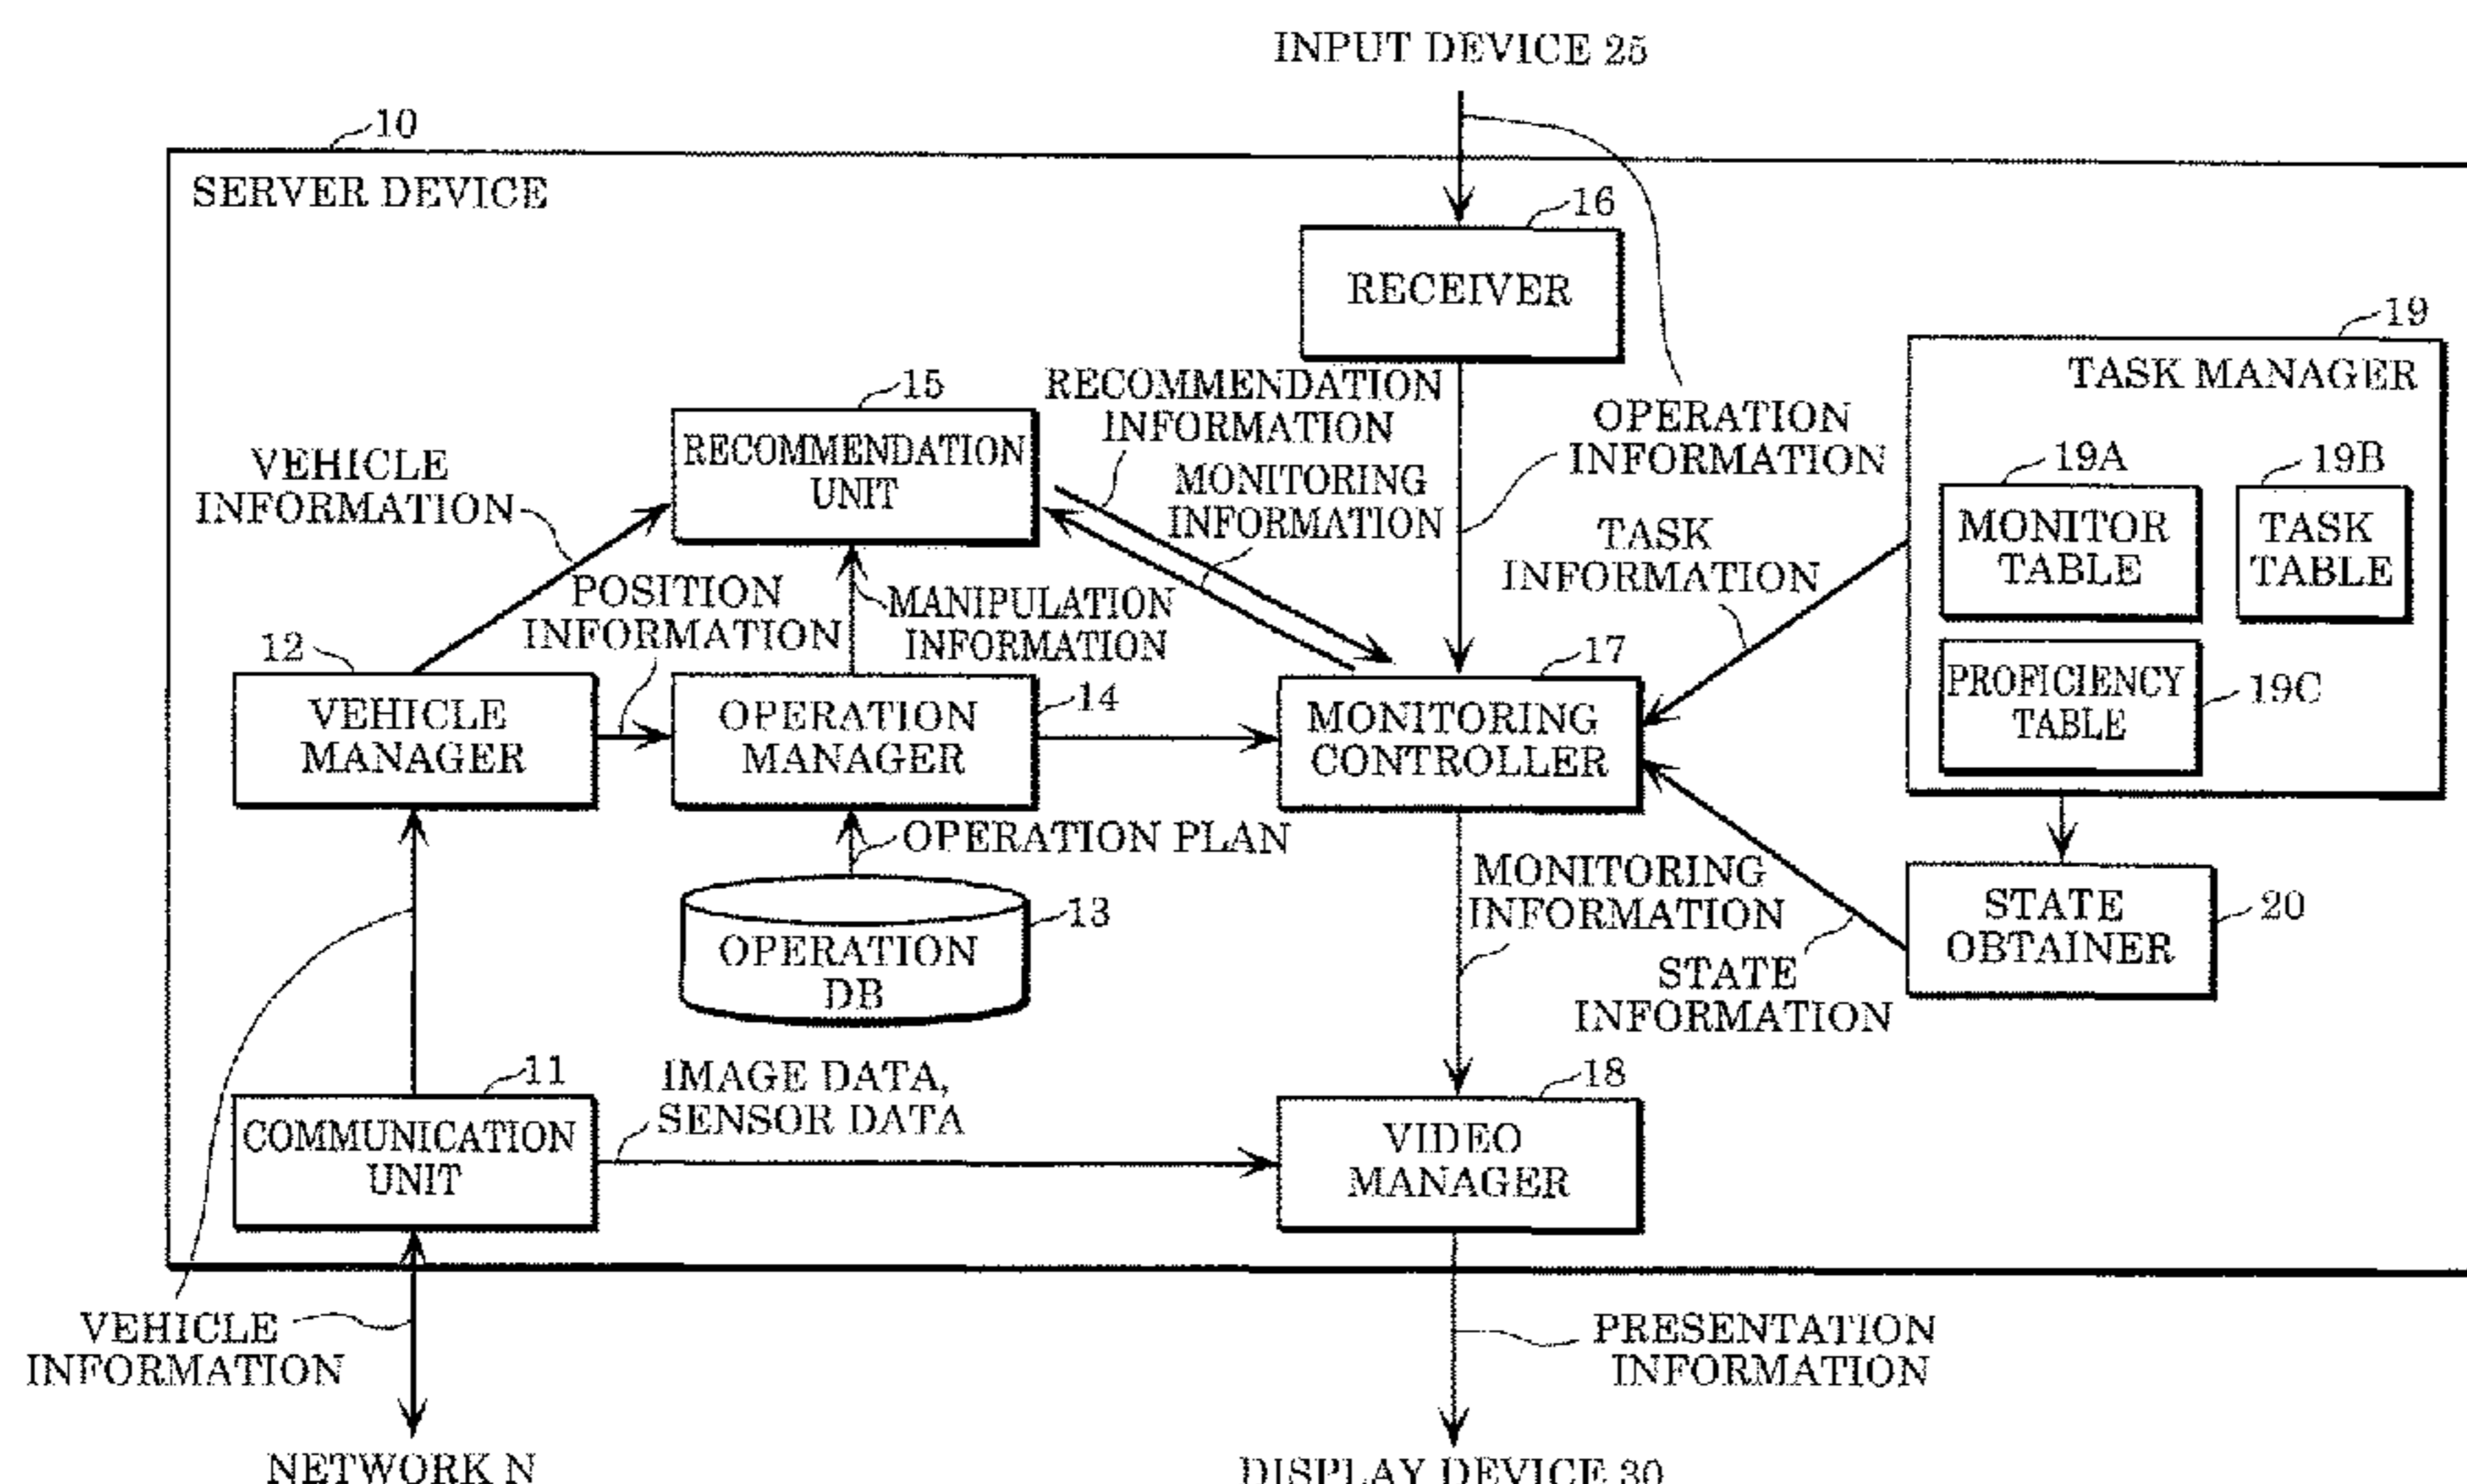 INPUT DEVICE 25
10
SERVER DEVICE
16
RECEIVER
19
TASK MANAGER
15
RECOMMENDATION
UNIT
RECOMMENDATION
INFORMATION
OPERATION
INFORMATION
VEHICLE
INFORMATION
MONITORING
INFORMATION
19A
MONITOR
TABLE
19B
TASK
TABLE
TASK
INFORMATION
POSITION
INFORMATION
MANIPULATION
INFORMATION
12
VEHICLE
MANAGER
14
OPERATION
MANAGER
17
MONITORING
CONTROLLER
PROFICIENCY
TABLE
19C
OPERATION PLAN
13
OPERATION
DB
MONITORING
INFORMATION
STATE
INFORMATION
STATE
OBTAINER
20
11
COMMUNICATION
UNIT
IMAGE DATA,
SENSOR DATA
18
VIDEO
MANAGER
VEHICLE
INFORMATION
PRESENTATION
INFORMATION
NETWORK N
DISPLAY DEVICE 30